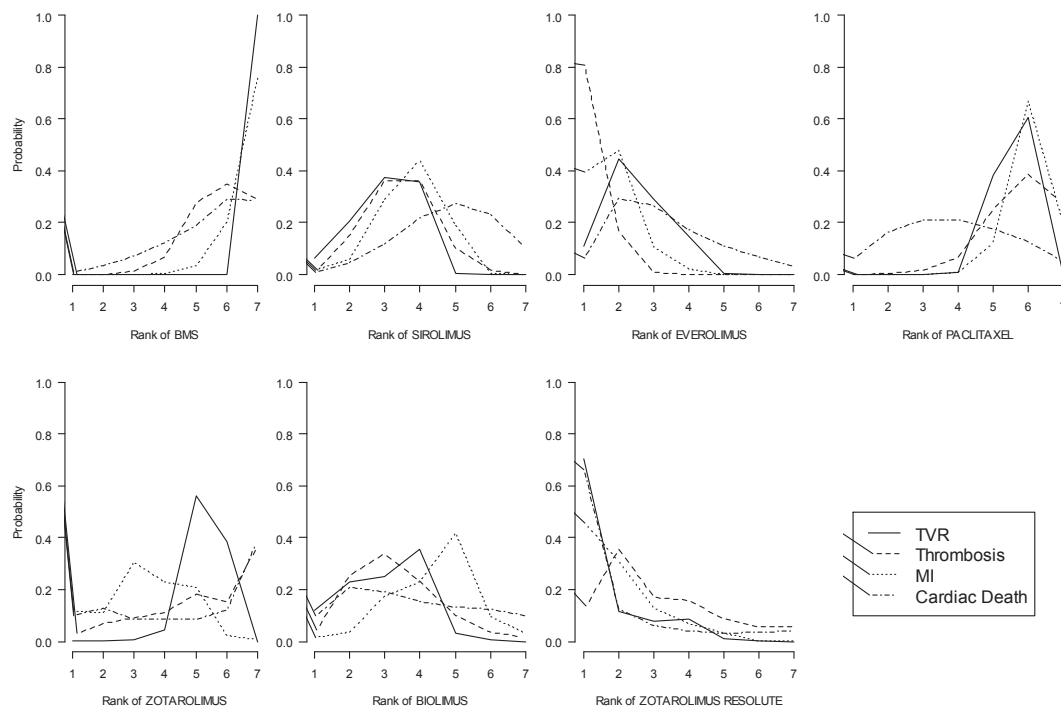 1.0 1.0 1.0 1.0
0.8 0.8 0.8 0.8
0.6 0.6 0.6 0.6
Probability
0.4 0.4 0.4 0.4
0.2 0.2 0.2 0.2
0.0 0.0 0.0 0.0
1 2 3 4 5 6 7 1 2 3 4 5 6 7 1 2 3 4 5 6 7 1 2 3 4 5 6 7
Rank of BMS Rank of SIROLIMUS Rank of EVEROLIMUS Rank of PACLITAXEL
1.0 1.0 1.0
0.8 0.8 0.8
0.6 0.6 0.6
Probability
0.4 0.4 0.4
0.2 0.2 0.2
0.0 0.0 0.0
1 2 3 4 5 6 7 1 2 3 4 5 6 7 1 2 3 4 5 6 7
Rank of ZOTAROLIMUS Rank of BIOLIMUS Rank of ZOTAROLIMUS RESOLUTE
TVR
Thrombosis
MI
Cardiac Death